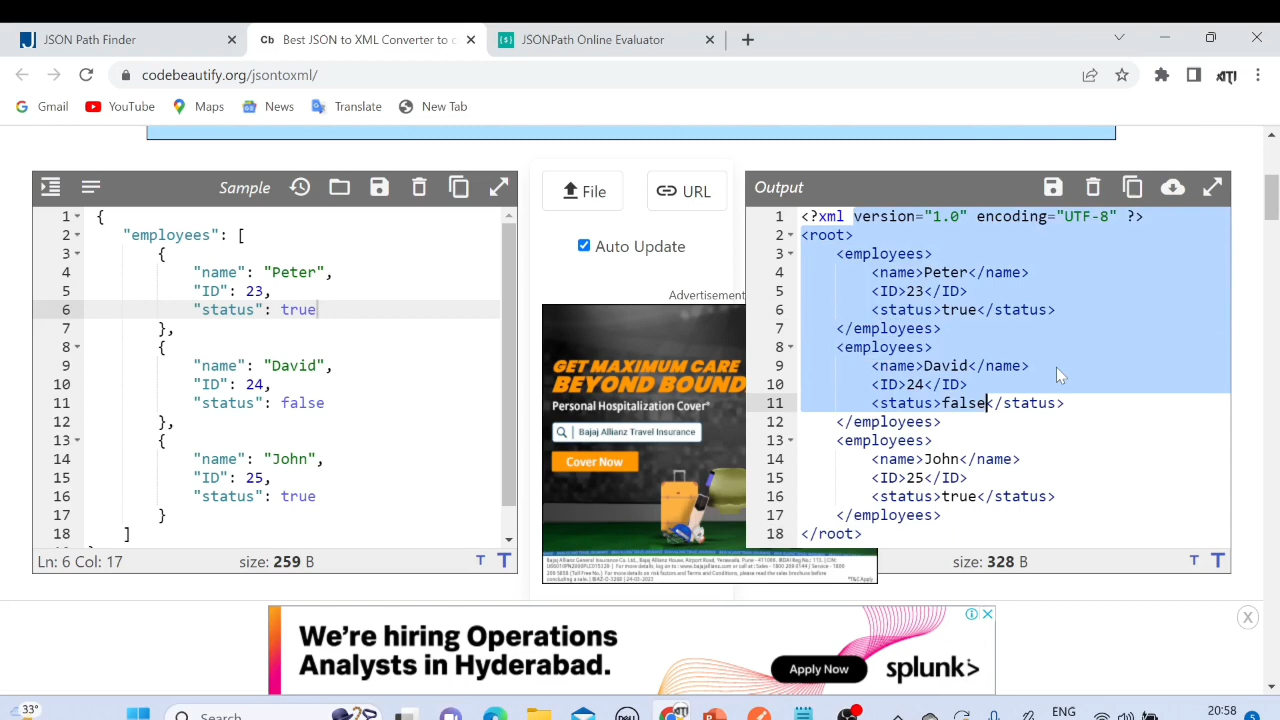 JSON Path Finder
Cb Best JSON to XML Converter to c
JSONPath Online Evaluator
codebeautify.org/jsontoxml/
Gmail
YouTube
Maps
News
Translate
New Tab
Sample
1 {
2 "employees": [
3 {
4 "name": "Peter",
5 "ID": 23,
6 "status": true
7 },
8 {
9 "name": "David",
10 "ID": 24,
11 "status": false
12 },
13 {
14 "name": "John",
15 "ID": 25,
16 "status": true
17 }
18 ]
Ln: 6 Col: 17
size: 259 B
File
URL
Auto Update
Advertisement
GET MAXIMUM CARE
BEYOND BOUND
Personal Hospitalization Cover*
Bajaj Allianz Travel Insurance
Cover Now
Output
1 <?xml version="1.0" encoding="UTF-8" ?>
2 <root>
3 <employees>
4 <name>Peter</name>
5 <ID>23</ID>
6 <status>true</status>
7 </employees>
8 <employees>
9 <name>David</name>
10 <ID>24</ID>
11 <status>false</status>
12 </employees>
13 <employees>
14 <name>John</name>
15 <ID>25</ID>
16 <status>true</status>
17 </employees>
18 </root>
size: 328 B
We're hiring Operations
Analysts in Hyderabad.
Apply Now
splunk>
33°
Search
ENG
20:58